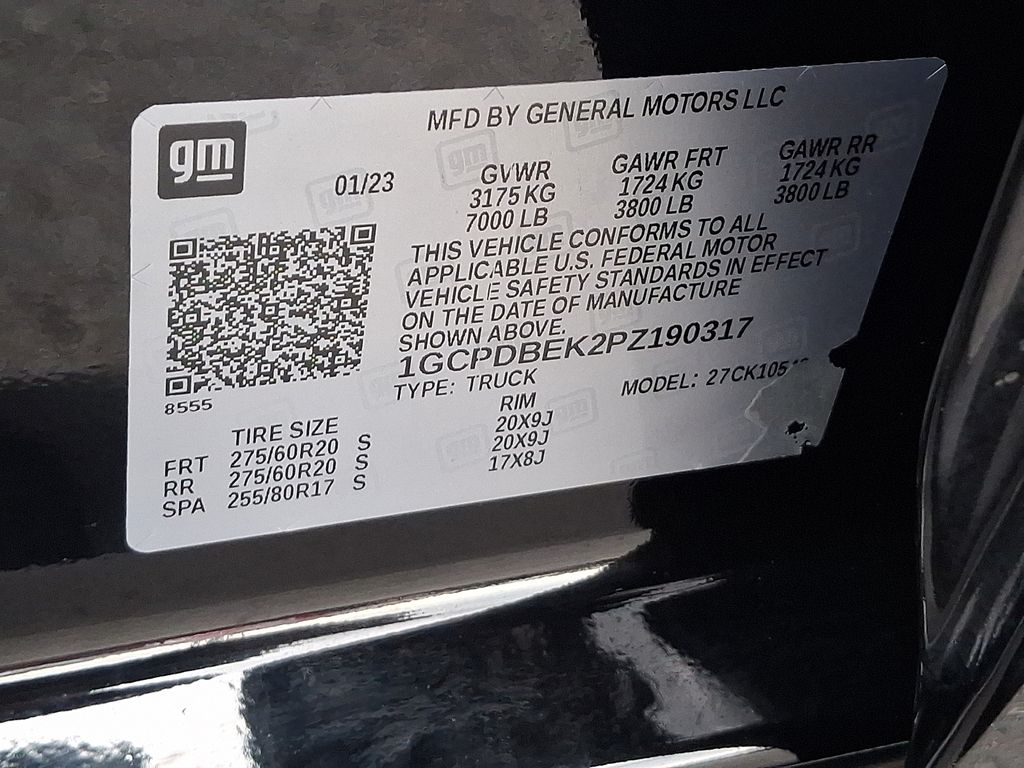 gm
MFD BY GENERAL MOTORS LLC
01/23
GVWR GAWR FRT GAWR RR
3175 KG 1724 KG 1724 KG
7000 LB 3800 LB 3800 LB
THIS VEHICLE CONFORMS TO ALL
APPLICABLE U.S. FEDERAL MOTOR
VEHICLE SAFETY STANDARDS IN EFFECT
ON THE DATE OF MANUFACTURE
SHOWN ABOVE.
1GCPDBEK2PZ190317
TYPE: TRUCK MODEL:
8555
TIRE SIZE RIM
FRT 275/60R20 S 20X9J
RR 275/60R20 S 20X9J
SPA 255/80R17 S 17X8J